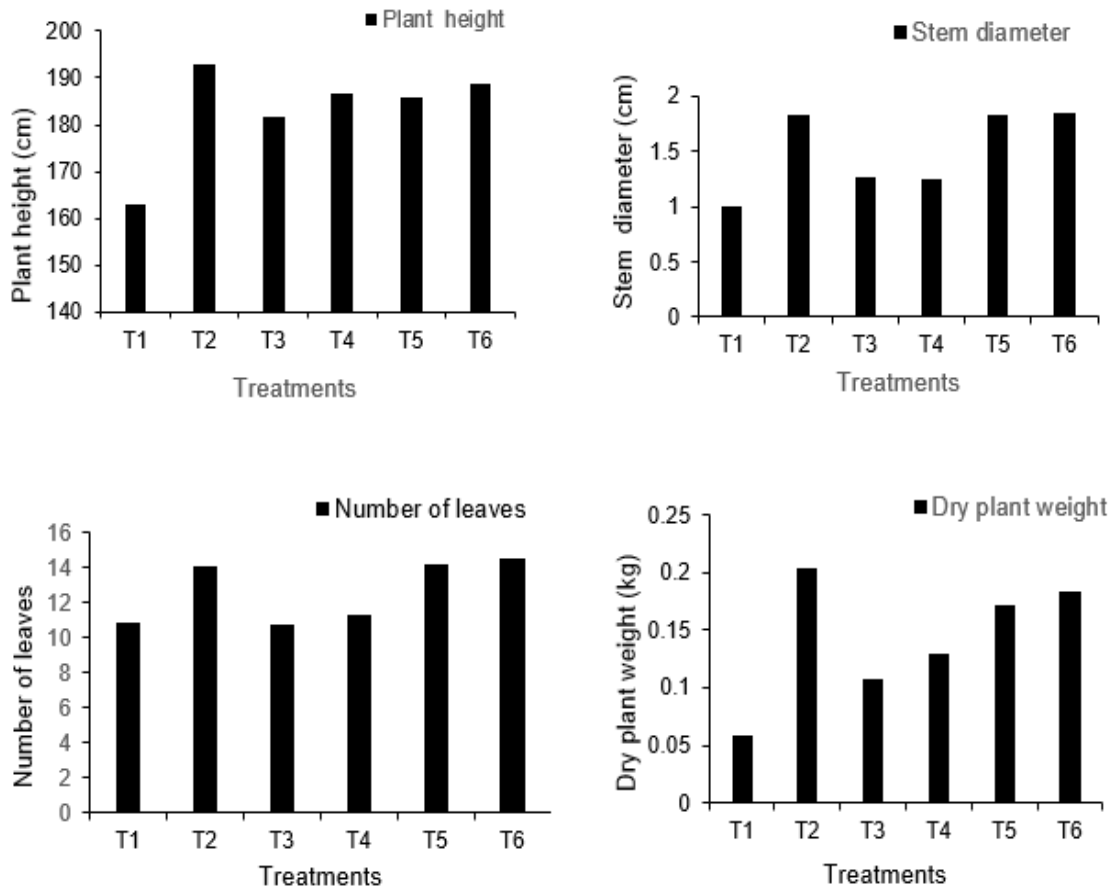 Plant height
Plant height (cm)
200
190
180
170
160
150
140
T1 T2 T3 T4 T5 T6
Treatments
Stem diameter
Stem diameter (cm)
2
1.5
1
0.5
0
T1 T2 T3 T4 T5 T6
Treatments
Number of leaves
Number of leaves
16
14
12
10
8
6
4
2
0
T1 T2 T3 T4 T5 T6
Treatments
Dry plant weight
Dry plant weight (kg)
0.25
0.2
0.15
0.1
0.05
0
T1 T2 T3 T4 T5 T6
Treatments